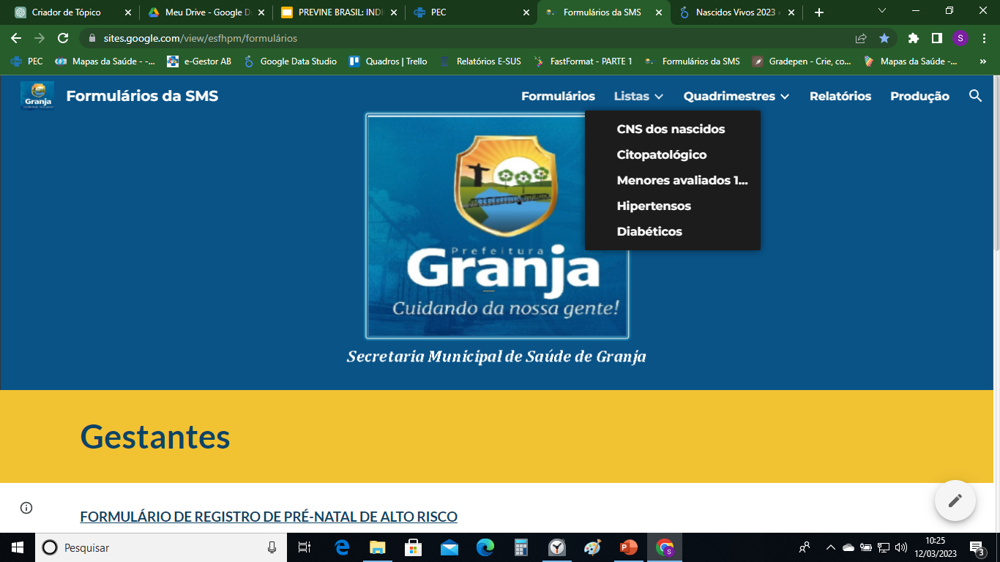 Criador de Tópico
Meu Drive - Google D
PREVINE BRASIL: INDI
PEC
Formulários da SMS
Nascidos Vivos 2023
sites.google.com/view/esfhpm/formulários
S
PEC
Mapas da Saúde - -...
e-Gestor AB
Google Data Studio
Quadros | Trello
Relatórios E-SUS
FastFormat - PARTE 1
Formulários da SMS
Gradepen - Crie, co...
Mapas da Saúde -...
»
Granja
Formulários da SMS
Formulários
Listas
Quadrimestres
Relatórios
Produção
CNS dos nascidos
Citopatológico
Menores avaliados 1...
Hipertensos
Diabéticos
Prefeitura
Granja
Cuidando da nossa gente!
Secretaria Municipal de Saúde de Granja
Gestantes
FORMULÁRIO DE REGISTRO DE PRÉ-NATAL DE ALTO RISCO
Pesquisar
10:25
12/03/2023
3